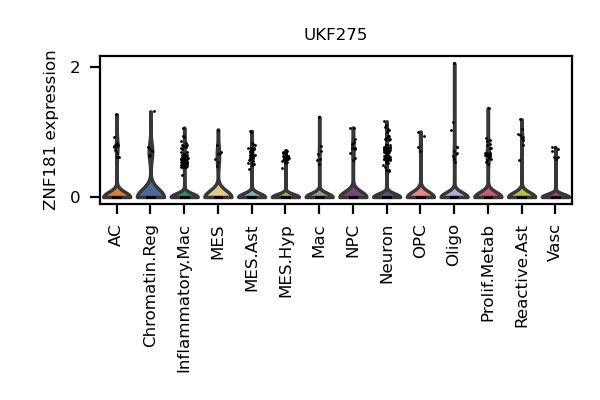 UKF275
ZNF181 expression
2
0
AC
Chromatin.Reg
Inflammatory.Mac
MES
MES.Ast
MES.Hyp
Mac
NPC
Neuron
OPC
Oligo
Prolif.Metab
Reactive.Ast
Vasc